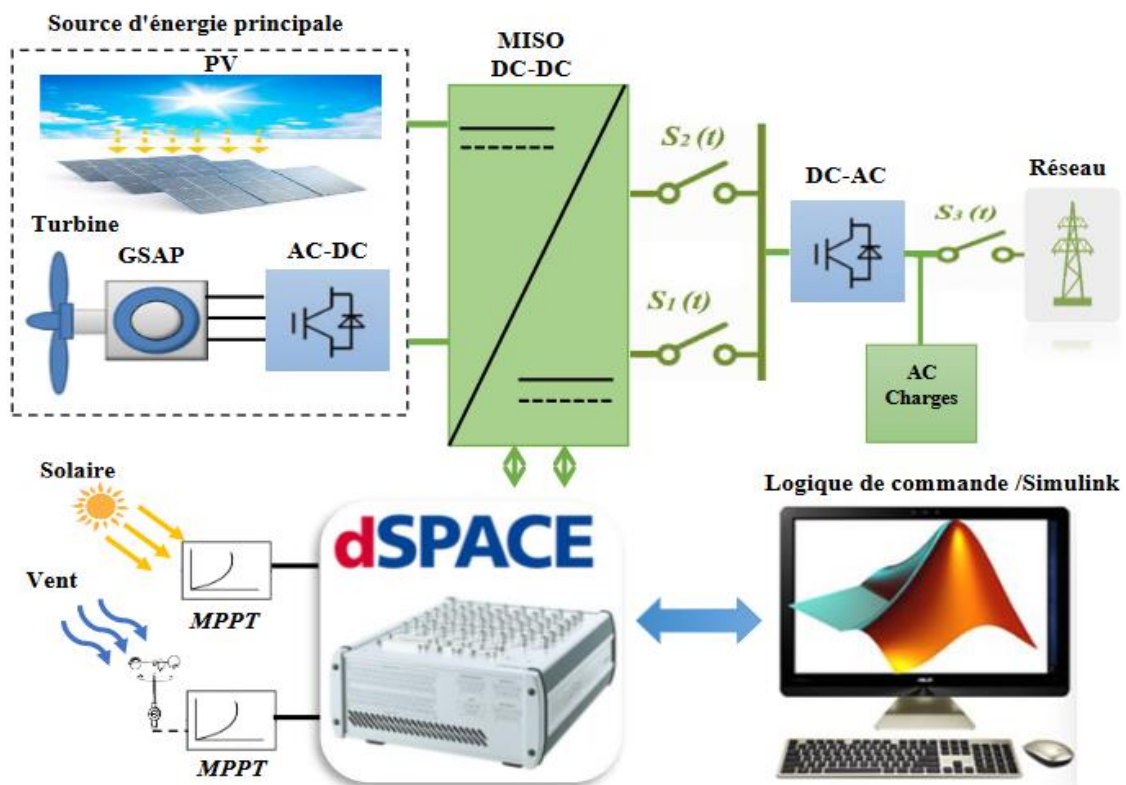 Source d'énergie principale
PV
MISO
DC-DC
S₂ (t)
DC-AC
Réseau
S₃ (t)
Turbine
GSAP
AC-DC
S₁ (t)
AC
Charges
Solaire
MPPT
Vent
MPPT
dSPACE
Logique de commande /Simulink